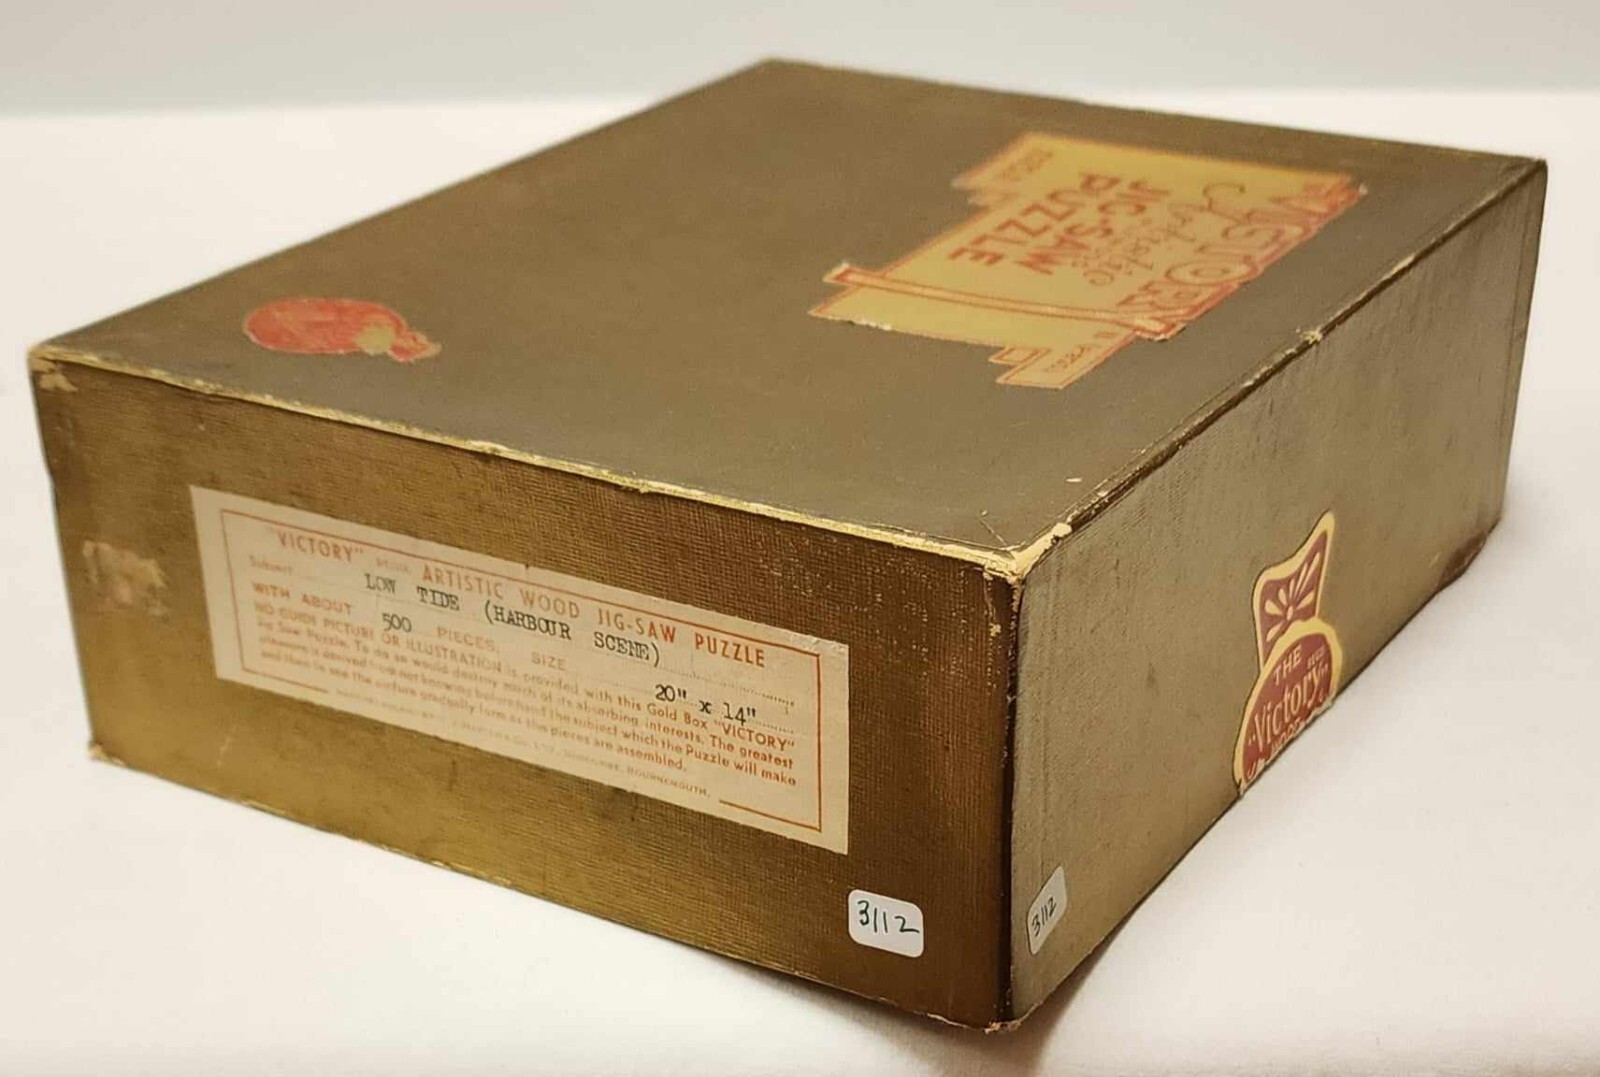 VICTORY
Artistic
JIG-SAW
PUZZLE
"VICTORY" ARTISTIC WOOD JIG-SAW PUZZLE
Subject LOW TIDE (HARBOUR SCENE)
WITH ABOUT 500 PIECES. SIZE 20" x 14"
NO GUIDE PICTURE OR ILLUSTRATION is provided with this Gold Box "VICTORY"
Jig Saw Puzzle. To do so would destroy much of its absorbing interests. The greatest
pleasure is derived from not knowing beforehand the subject which the Puzzle will make
and then to see the picture gradually form as the pieces are assembled.
BOURNEMOUTH.
3112
3112
THE
"Victory"